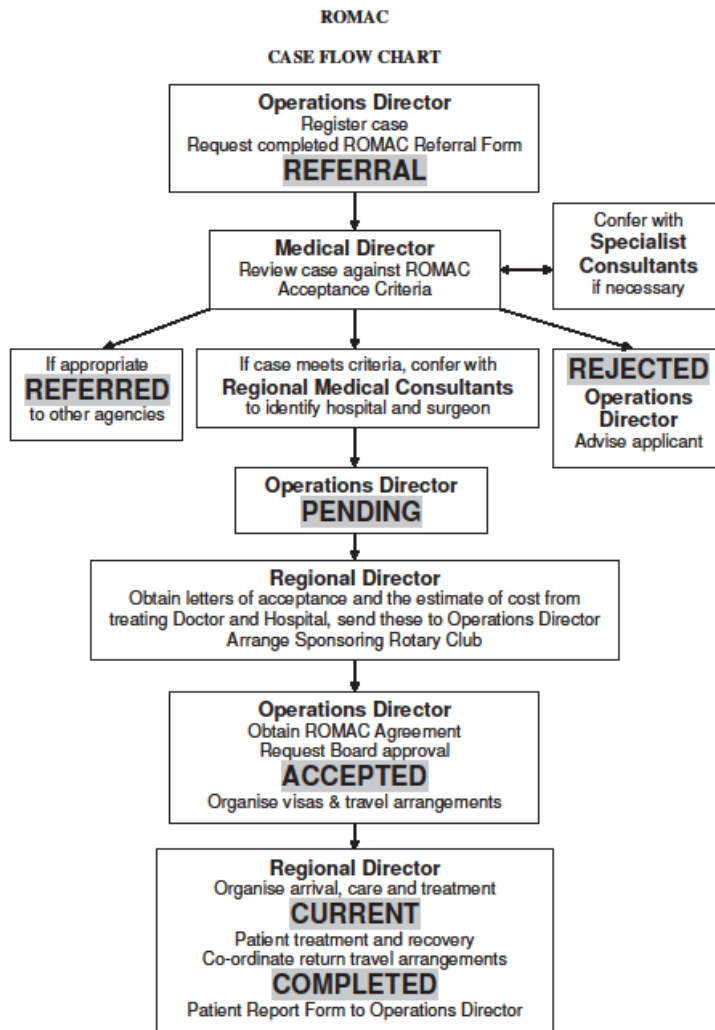 ROMAC
CASE FLOW CHART
Operations Director
Register case
Request completed ROMAC Referral Form
REFERRAL
Medical Director
Review case against ROMAC
Acceptance Criteria
Confer with
Specialist
Consultants
if necessary
If appropriate
REFERRED
to other agencies
If case meets criteria, confer with
Regional Medical Consultants
to identify hospital and surgeon
REJECTED
Operations
Director
Advise applicant
Operations Director
PENDING
Regional Director
Obtain letters of acceptance and the estimate of cost from
treating Doctor and Hospital, send these to Operations Director
Arrange Sponsoring Rotary Club
Operations Director
Obtain ROMAC Agreement
Request Board approval
ACCEPTED
Organise visas & travel arrangements
Regional Director
Organise arrival, care and treatment
CURRENT
Patient treatment and recovery
Co-ordinate return travel arrangements
COMPLETED
Patient Report Form to Operations Director